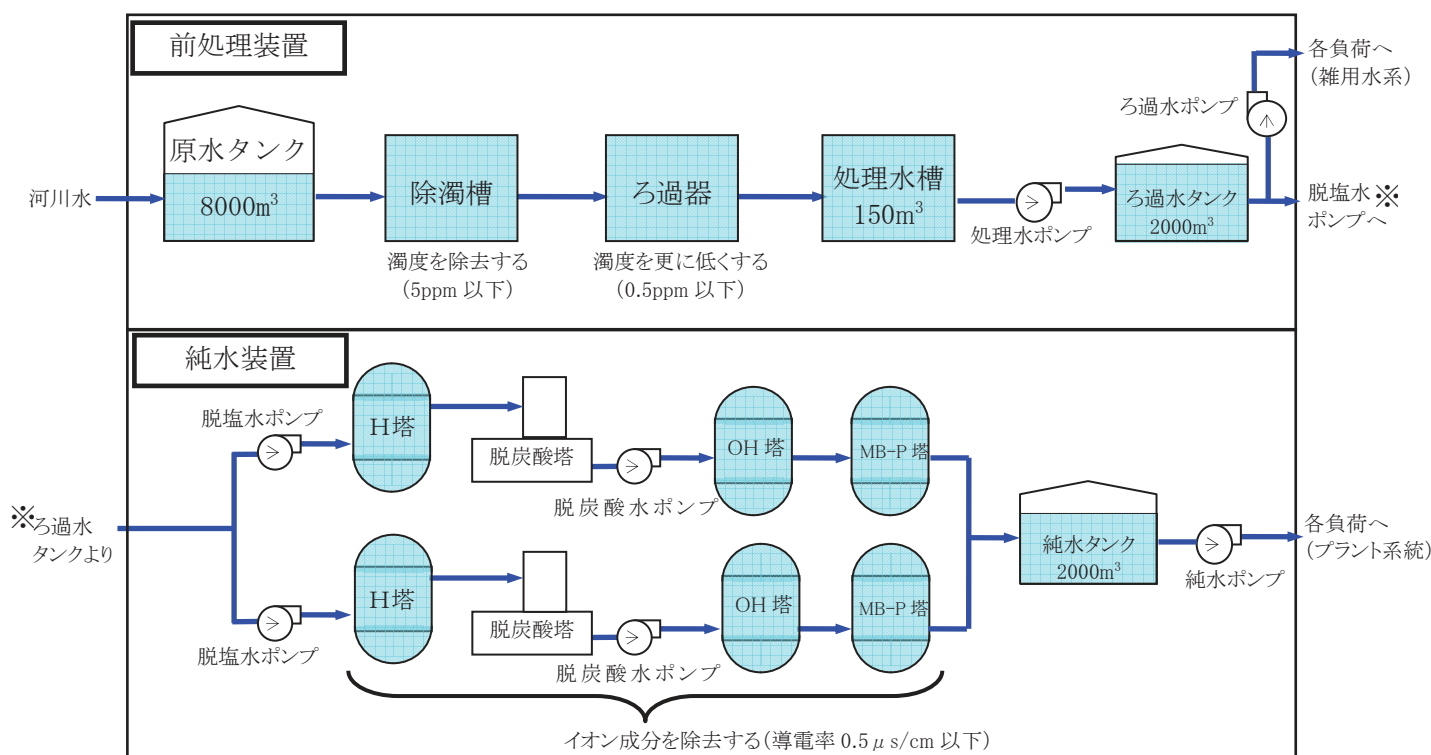 前処理装置
各負荷へ
(雑用水系)
ろ過水ポンプ
原水タンク
8000m³
河川水
除濁槽
ろ過器
処理水槽
150m³
ろ過水タンク
2000m³
脱塩水※
ポンプへ
処理水ポンプ
濁度を除去する
(5ppm 以下)
濁度を更に低くする
(0.5ppm 以下)
純水装置
脱塩水ポンプ
H塔
脱炭酸塔
脱炭酸水ポンプ
OH 塔
MB-P 塔
※ろ過水
タンクより
純水タンク
2000m³
純水ポンプ
各負荷へ
(プラント系統)
脱塩水ポンプ
H塔
脱炭酸塔
脱炭酸水ポンプ
OH 塔
MB-P 塔
イオン成分を除去する(導電率 0.5μs/cm 以下)